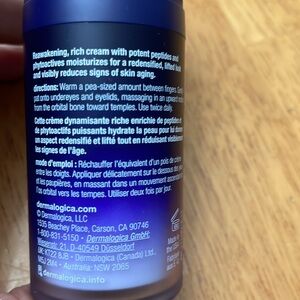 Reawakening, rich cream with potent peptides and
phytoactives moisturizes for a redensified, lifted look
and visibly reduces signs of skin aging.
directions: Warm a pea-sized amount between fingers.
pat onto undereyes and eyelids, massaging in an upward
from the orbital bone toward temples. Use twice daily.
Cette crème dynamisante riche enrichie de peptides et
de phytoactifs puissants hydrate la peau pour lui donner
un aspect redensifié et lifté tout en réduisant visiblement
les signes de l'âge.
mode d'emploi : Réchauffer l'équivalent d'un pois de crème
entre les doigts. Appliquer délicatement sur le dessous des
et les paupières, en massant dans un mouvement ascendant
l'os orbital vers les tempes. Utiliser deux fois par jour.
dermalogica.com
© Dermalogica, LLC
1535 Beachey Place, Carson, CA 90746
1-800-831-5150 • Dermalogica GmbH,
Wiesenstr. 21, D-40549 Düsseldorf
UK: KT22 8JB • Dermalogica (Canada) Ltd.,
M5J 2M4 • Australia: NSW 2065
dermalogica.info